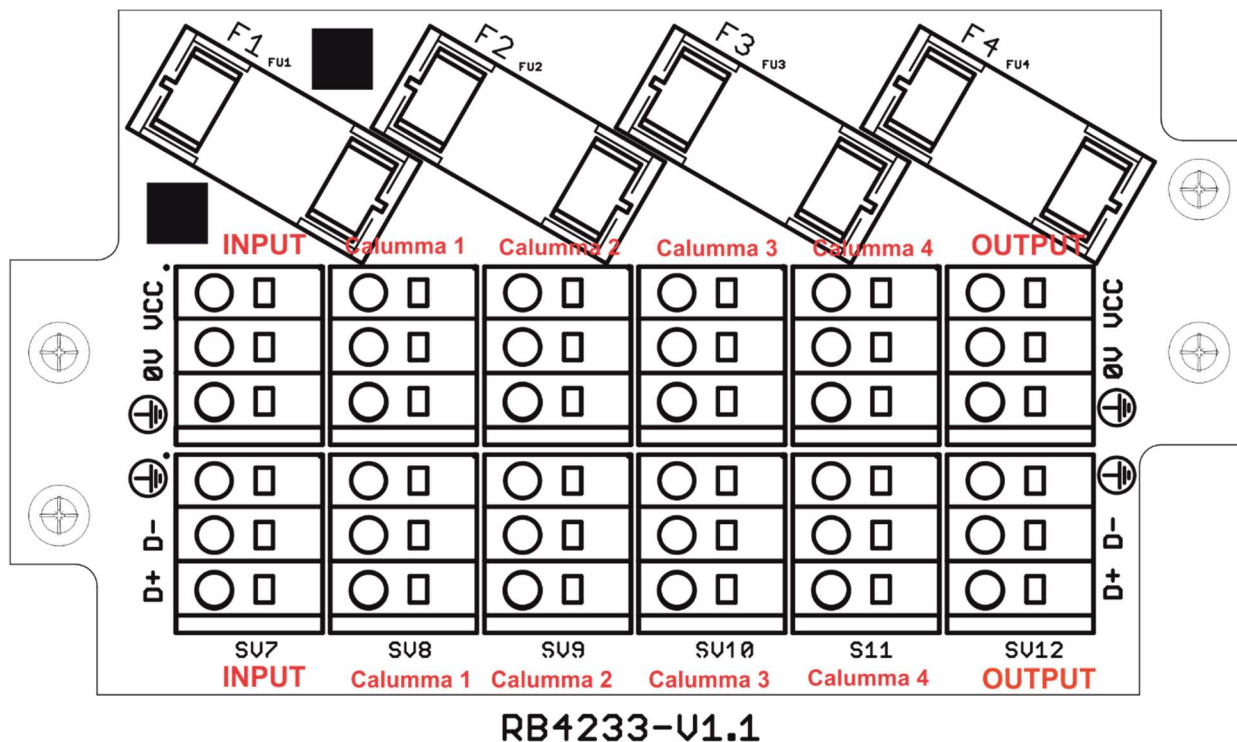 F1 F2 F3 F4
FU1 FU2 FU3 FU4
INPUT Calumma 1 Calumma 2 Calumma 3 Calumma 4 OUTPUT
VCC VCC
0V 0V
D- D-
D+ D+
SV7 SV8 SV9 SV10 S11 SV12
INPUT Calumma 1 Calumma 2 Calumma 3 Calumma 4 OUTPUT
RB4233-V1.1